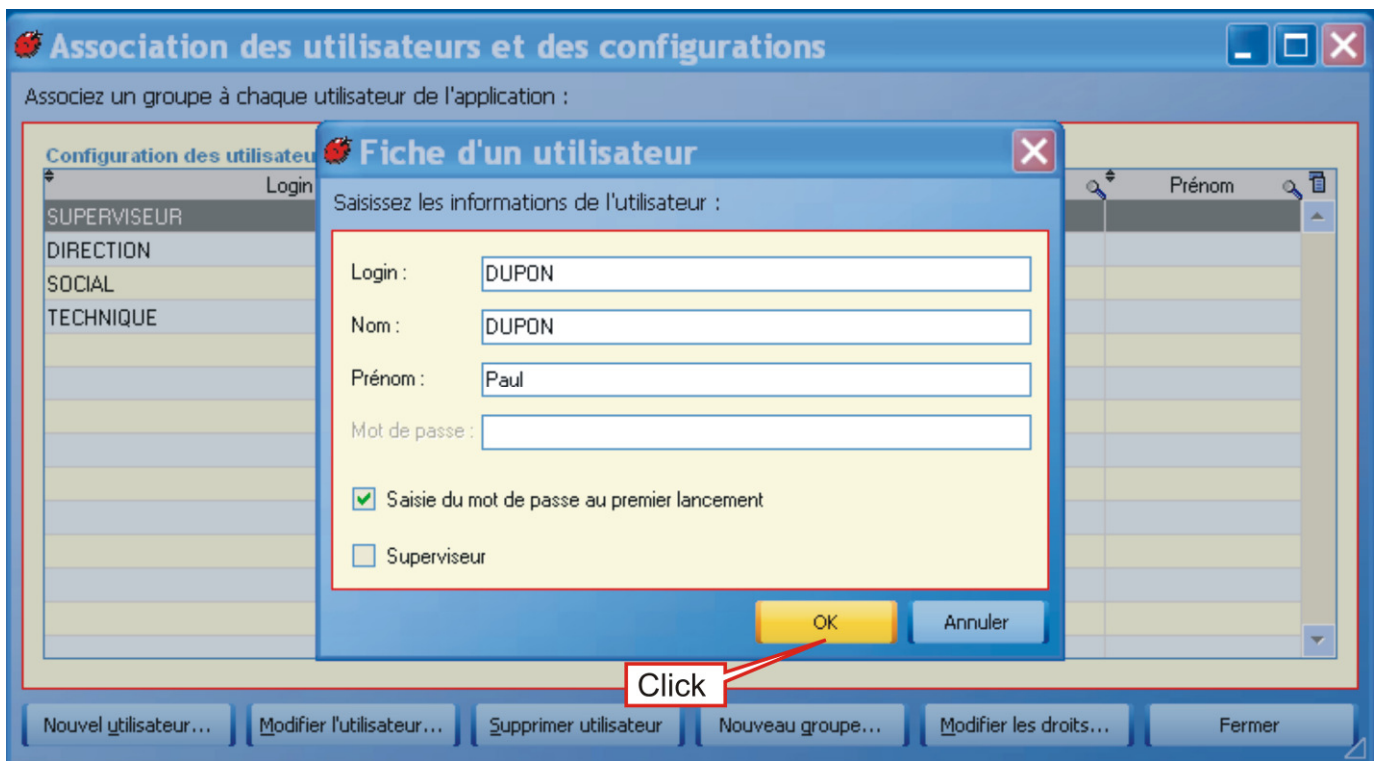 Association des utilisateurs et des configurations
Associez un groupe à chaque utilisateur de l'application :
Configuration des utilisateu
Login
Prénom
SUPERVISEUR
DIRECTION
SOCIAL
TECHNIQUE
Fiche d'un utilisateur
Saisissez les informations de l'utilisateur :
Login : DUPON
Nom : DUPON
Prénom : Paul
Mot de passe :
Saisie du mot de passe au premier lancement
Superviseur
OK Annuler
Click
Nouvel utilisateur... Modifier l'utilisateur... Supprimer utilisateur Nouveau groupe... Modifier les droits... Fermer